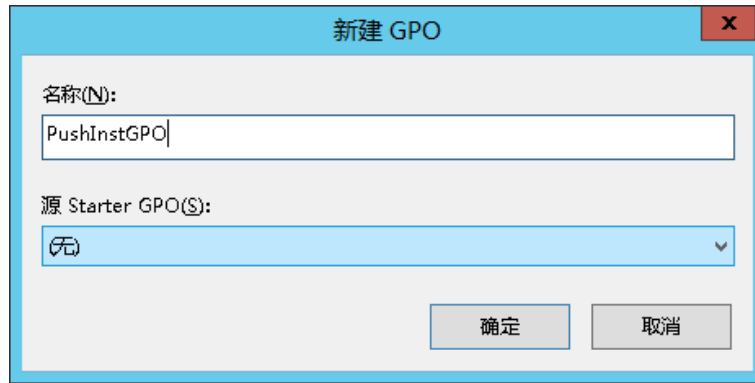 新建 GPO
x
名称(N):
PushInstGPO
源 Starter GPO(S):
(无)
确定
取消